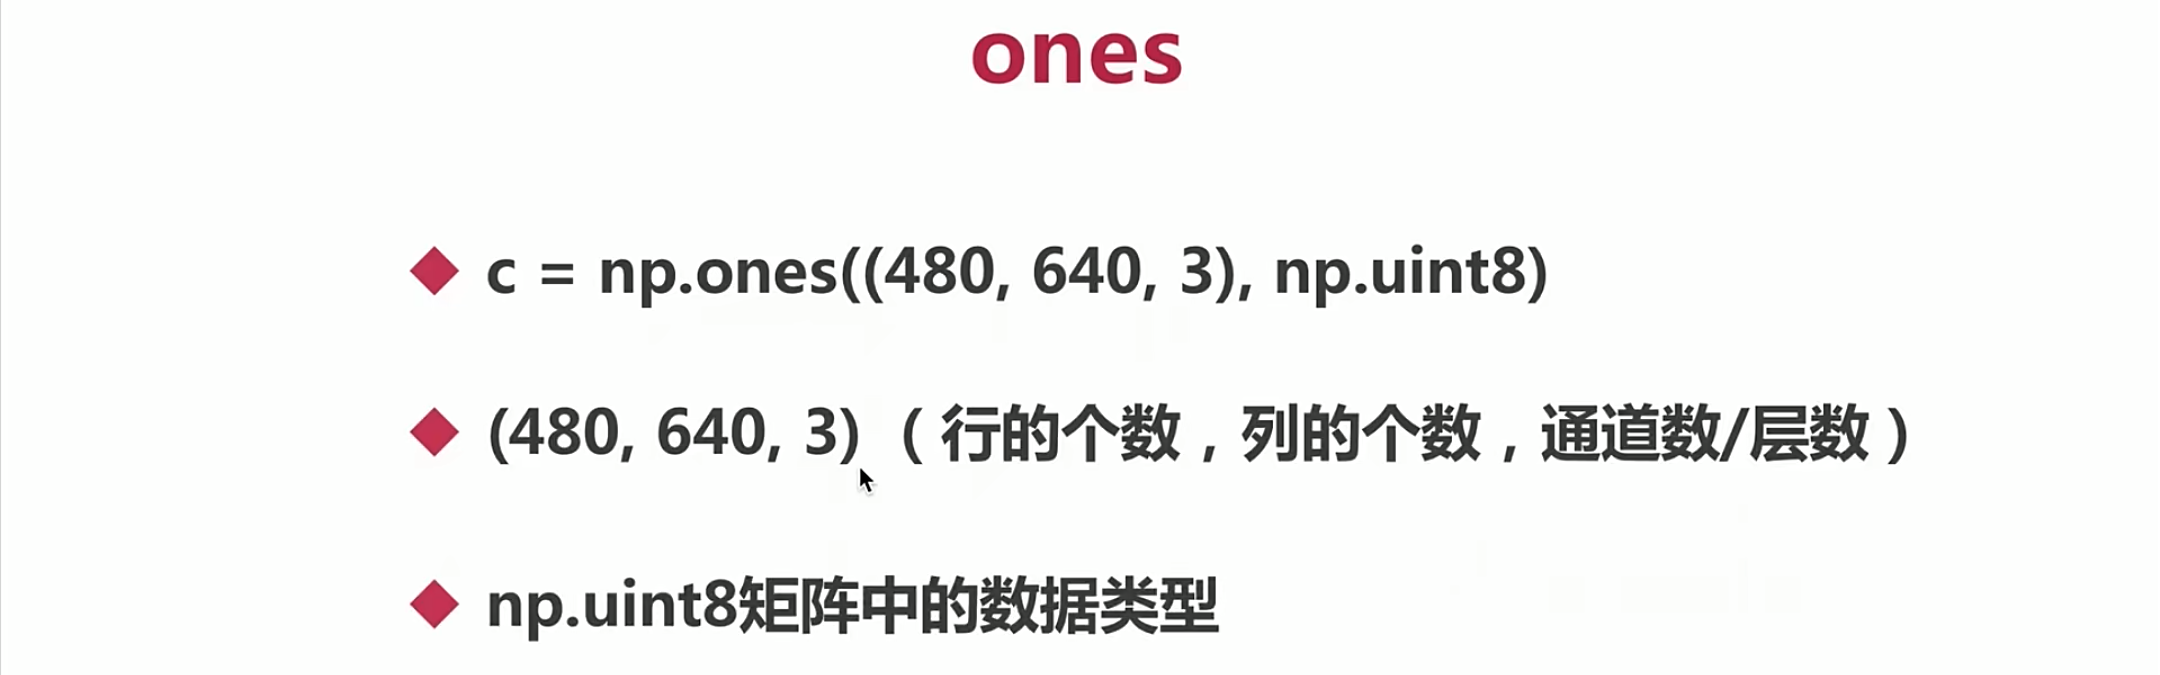 ones
c = np.ones((480, 640, 3), np.uint8)
(480, 640, 3)（行的个数，列的个数，通道数/层数）
np.uint8矩阵中的数据类型